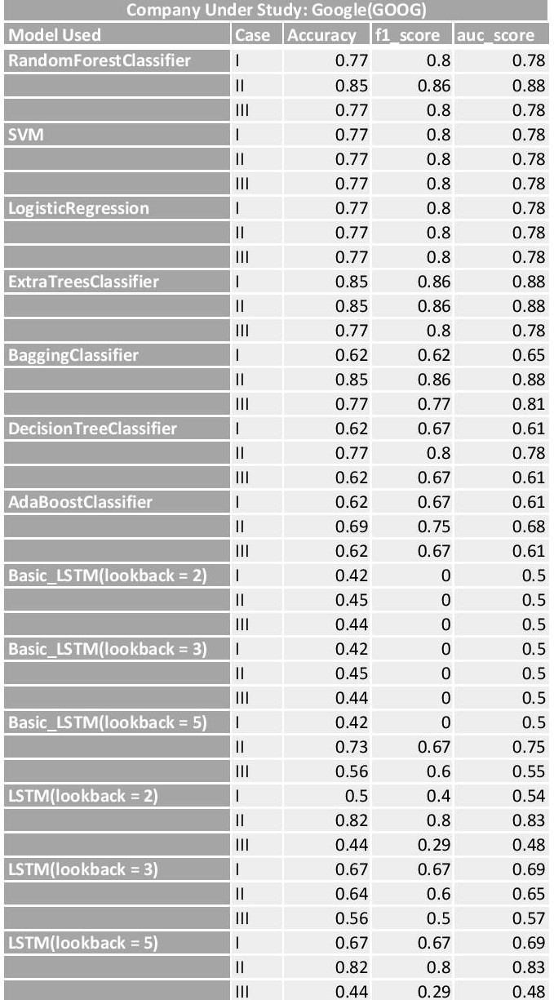 Company Under Study: Google(GOOG)
Model Used Case Accuracy f1_score auc_score
RandomForestClassifier I 0.77 0.8 0.78
II 0.85 0.86 0.88
III 0.77 0.8 0.78
SVM I 0.77 0.8 0.78
II 0.77 0.8 0.78
III 0.77 0.8 0.78
LogisticRegression I 0.77 0.8 0.78
II 0.77 0.8 0.78
III 0.77 0.8 0.78
ExtraTreesClassifier I 0.85 0.86 0.88
II 0.85 0.86 0.88
III 0.77 0.8 0.78
BaggingClassifier I 0.62 0.62 0.65
II 0.85 0.86 0.88
III 0.77 0.77 0.81
DecisionTreeClassifier I 0.62 0.67 0.61
II 0.77 0.8 0.78
III 0.62 0.67 0.61
AdaBoostClassifier I 0.62 0.67 0.61
II 0.69 0.75 0.68
III 0.62 0.67 0.61
Basic_LSTM(lookback = 2) I 0.42 0 0.5
II 0.45 0 0.5
III 0.44 0 0.5
Basic_LSTM(lookback = 3) I 0.42 0 0.5
II 0.45 0 0.5
III 0.44 0 0.5
Basic_LSTM(lookback = 5) I 0.42 0 0.5
II 0.73 0.67 0.75
III 0.56 0.6 0.55
LSTM(lookback = 2) I 0.5 0.4 0.54
II 0.82 0.8 0.83
III 0.44 0.29 0.48
LSTM(lookback = 3) I 0.67 0.67 0.69
II 0.64 0.6 0.65
III 0.56 0.5 0.57
LSTM(lookback = 5) I 0.67 0.67 0.69
II 0.82 0.8 0.83
III 0.44 0.29 0.48